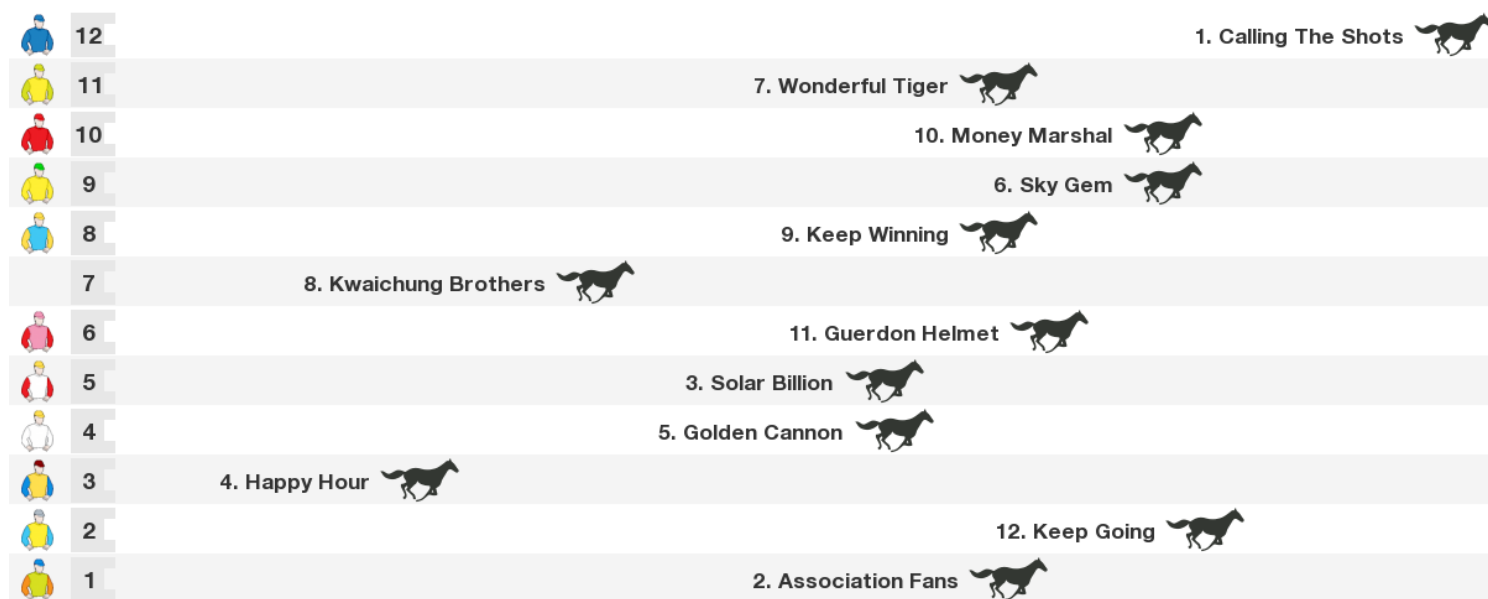 12 1. Calling The Shots
11 7. Wonderful Tiger
10 10. Money Marshal
9 6. Sky Gem
8 9. Keep Winning
7 8. Kwaichung Brothers
6 11. Guerdon Helmet
5 3. Solar Billion
4 5. Golden Cannon
3 4. Happy Hour
2 12. Keep Going
1 2. Association Fans